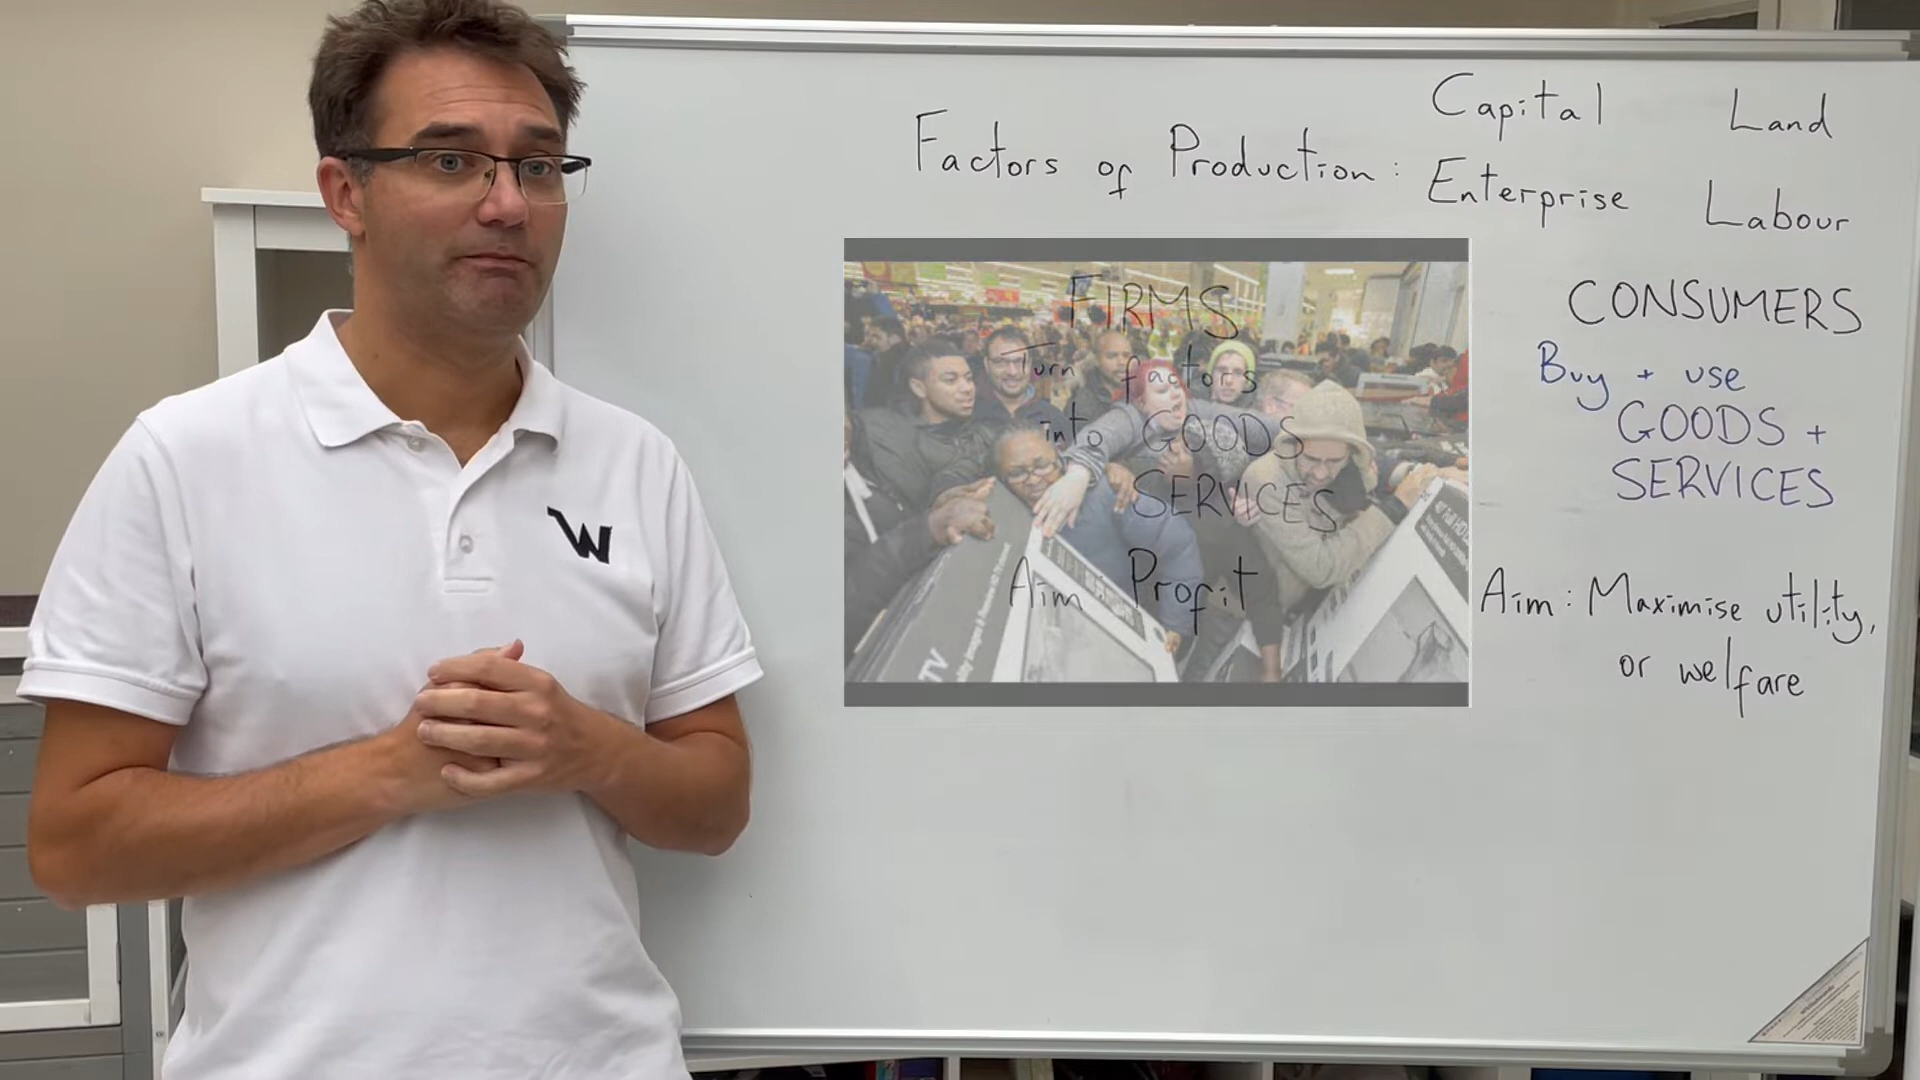 Capital Land
Factors of Production:
Enterprise Labour
FIRMS
Turn factors
into GOODS
SERVICES
Aim Profit
CONSUMERS
Buy + use
GOODS +
SERVICES
Aim: Maximise utility,
or welfare
W
TV